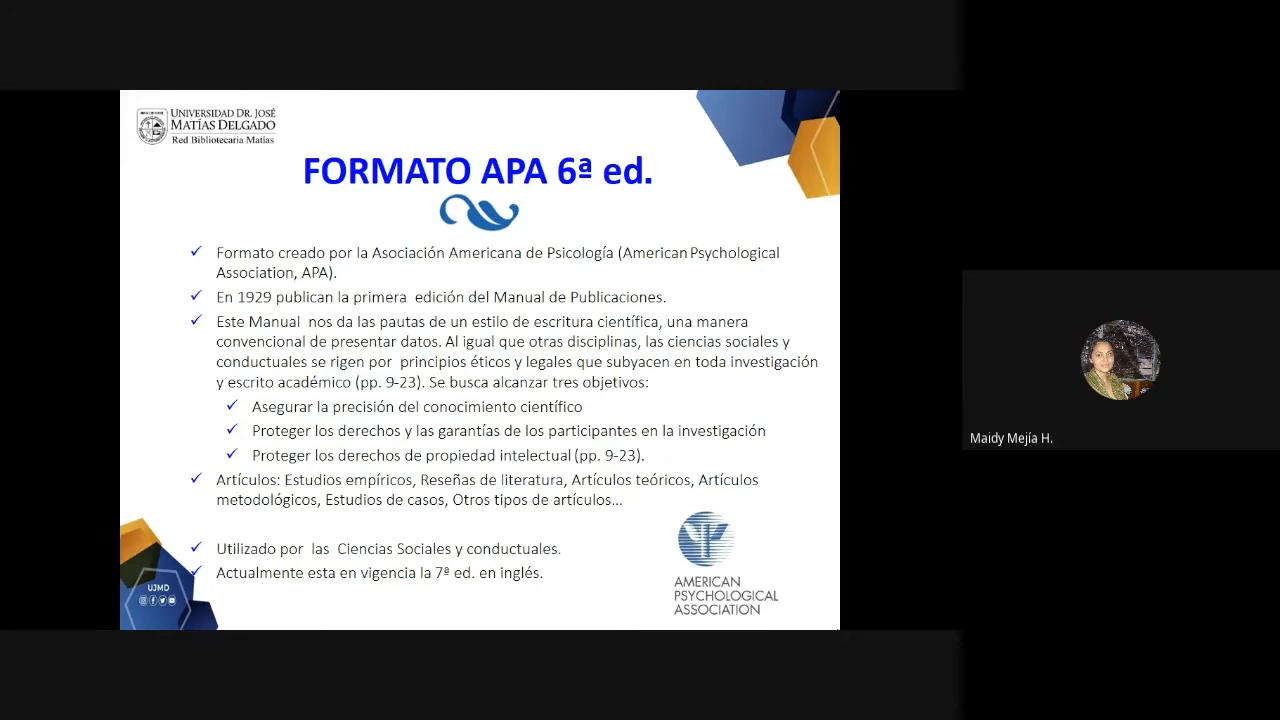 UNIVERSIDAD DR. JOSÉ
MATÍAS DELGADO
Red Bibliotecaria Matías
FORMATO APA 6ª ed.
Formato creado por la Asociación Americana de Psicología (American Psychological
Association, APA).
En 1929 publican la primera edición del Manual de Publicaciones.
Este Manual nos da las pautas de un estilo de escritura científica, una manera
convencional de presentar datos. Al igual que otras disciplinas, las ciencias sociales y
conductuales se rigen por principios éticos y legales que subyacen en toda investigación
y escrito académico (pp. 9-23). Se busca alcanzar tres objetivos:
Asegurar la precisión del conocimiento científico
Proteger los derechos y las garantías de los participantes en la investigación
Proteger los derechos de propiedad intelectual (pp. 9-23).
Artículos: Estudios empíricos, Reseñas de literatura, Artículos teóricos, Artículos
metodológicos, Estudios de casos, Otros tipos de artículos...
Utilizado por las Ciencias Sociales y conductuales.
Actualmente esta en vigencia la 7ª ed. en inglés.
UJMD
AMERICAN
PSYCHOLOGICAL
ASSOCIATION
Maidy Mejía H.